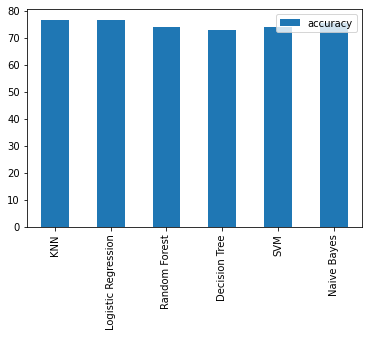 80
70
60
50
40
30
20
10
0
accuracy
KNN
Logistic Regression
Random Forest
Decision Tree
SVM
Naive Bayes